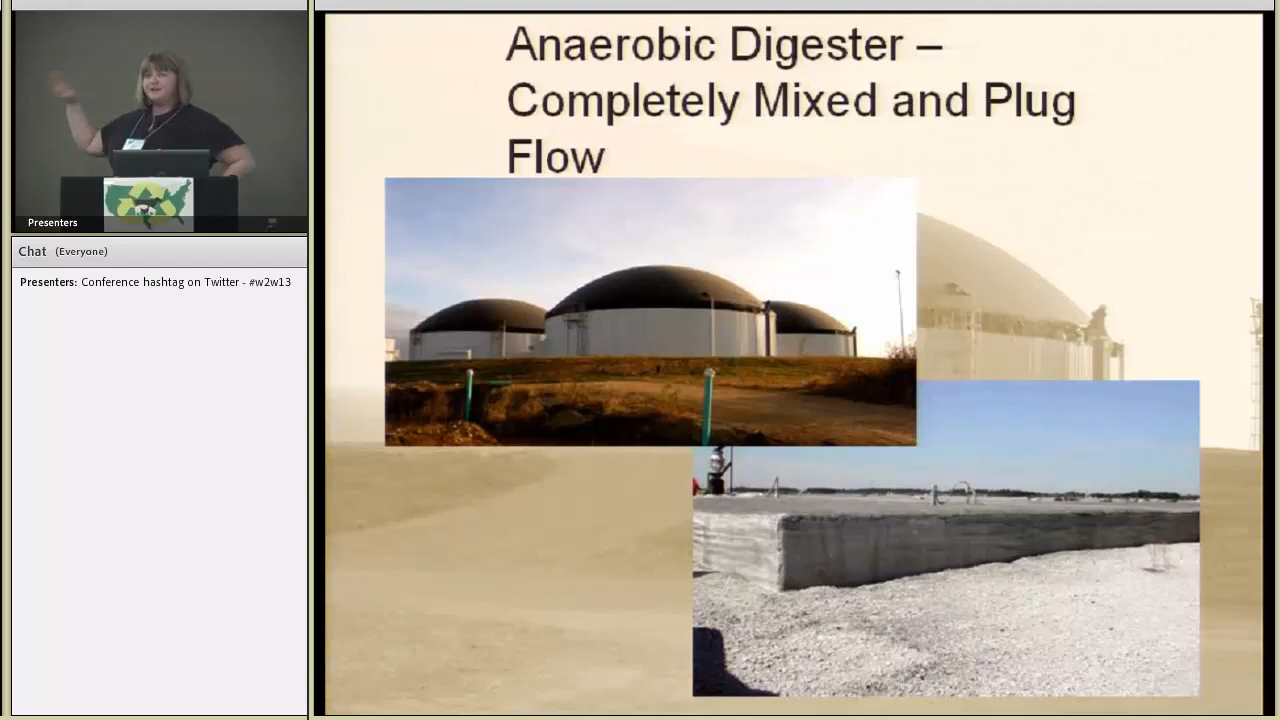 Anaerobic Digester –
Completely Mixed and Plug
Flow
Presenters
Chat (Everyone)
Presenters: Conference hashtag on Twitter - #w2w13